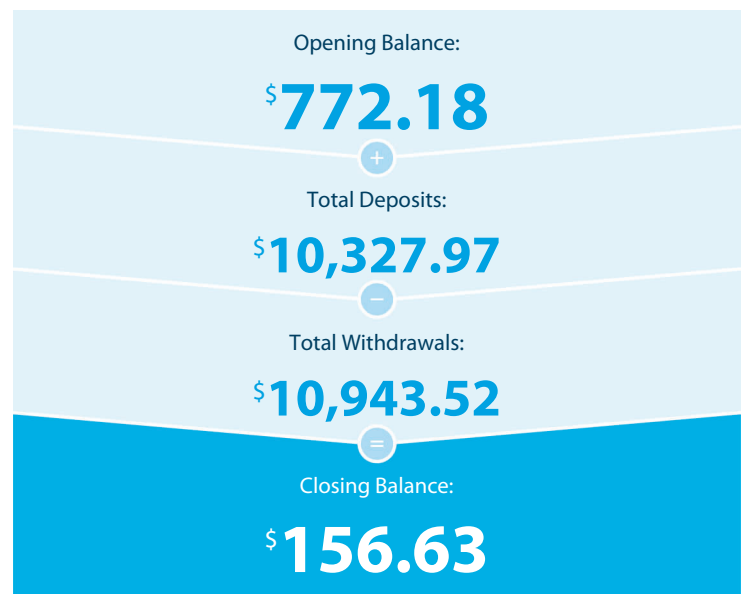 Opening Balance:
$772.18
+
Total Deposits:
$10,327.97
−
Total Withdrawals:
$10,943.52
=
Closing Balance:
$156.63